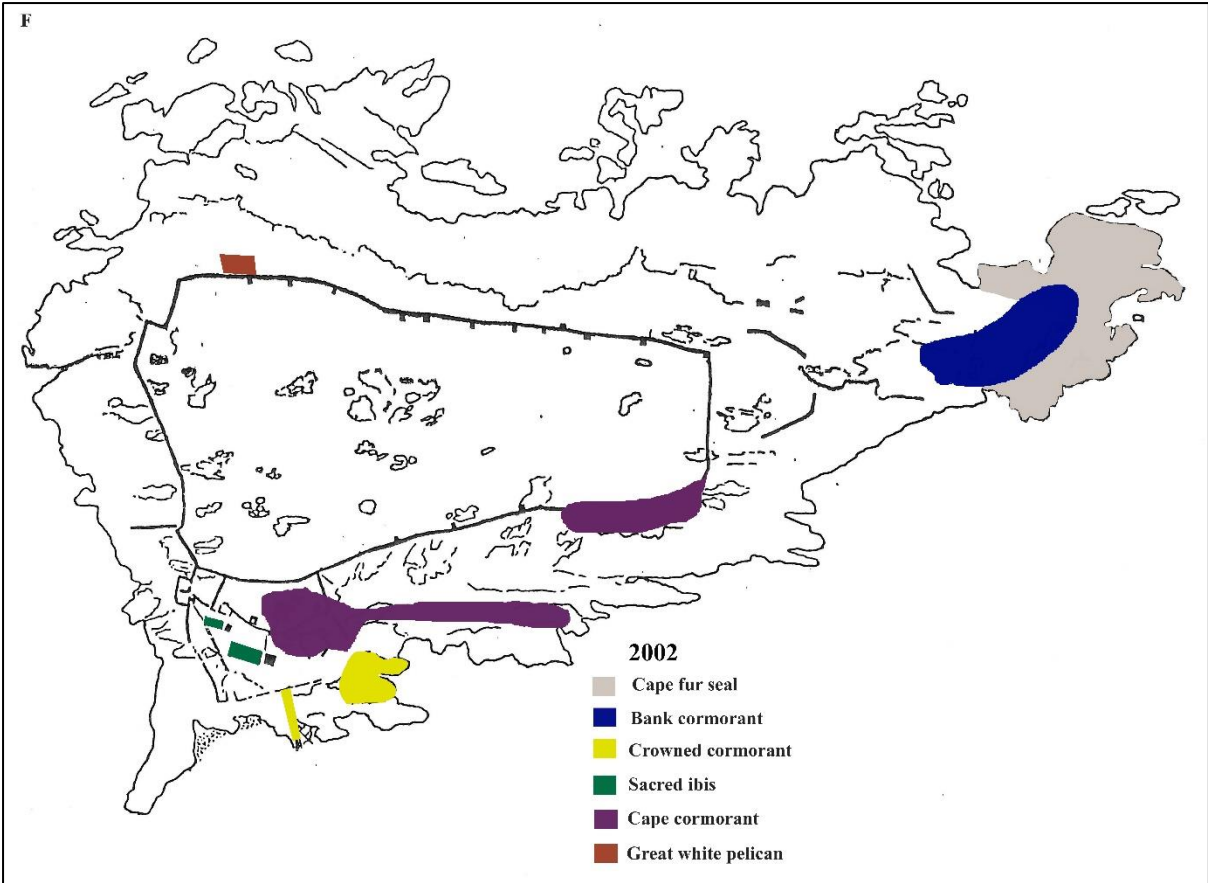 F
2002
Cape fur seal
Bank cormorant
Crowned cormorant
Sacred ibis
Cape cormorant
Great white pelican